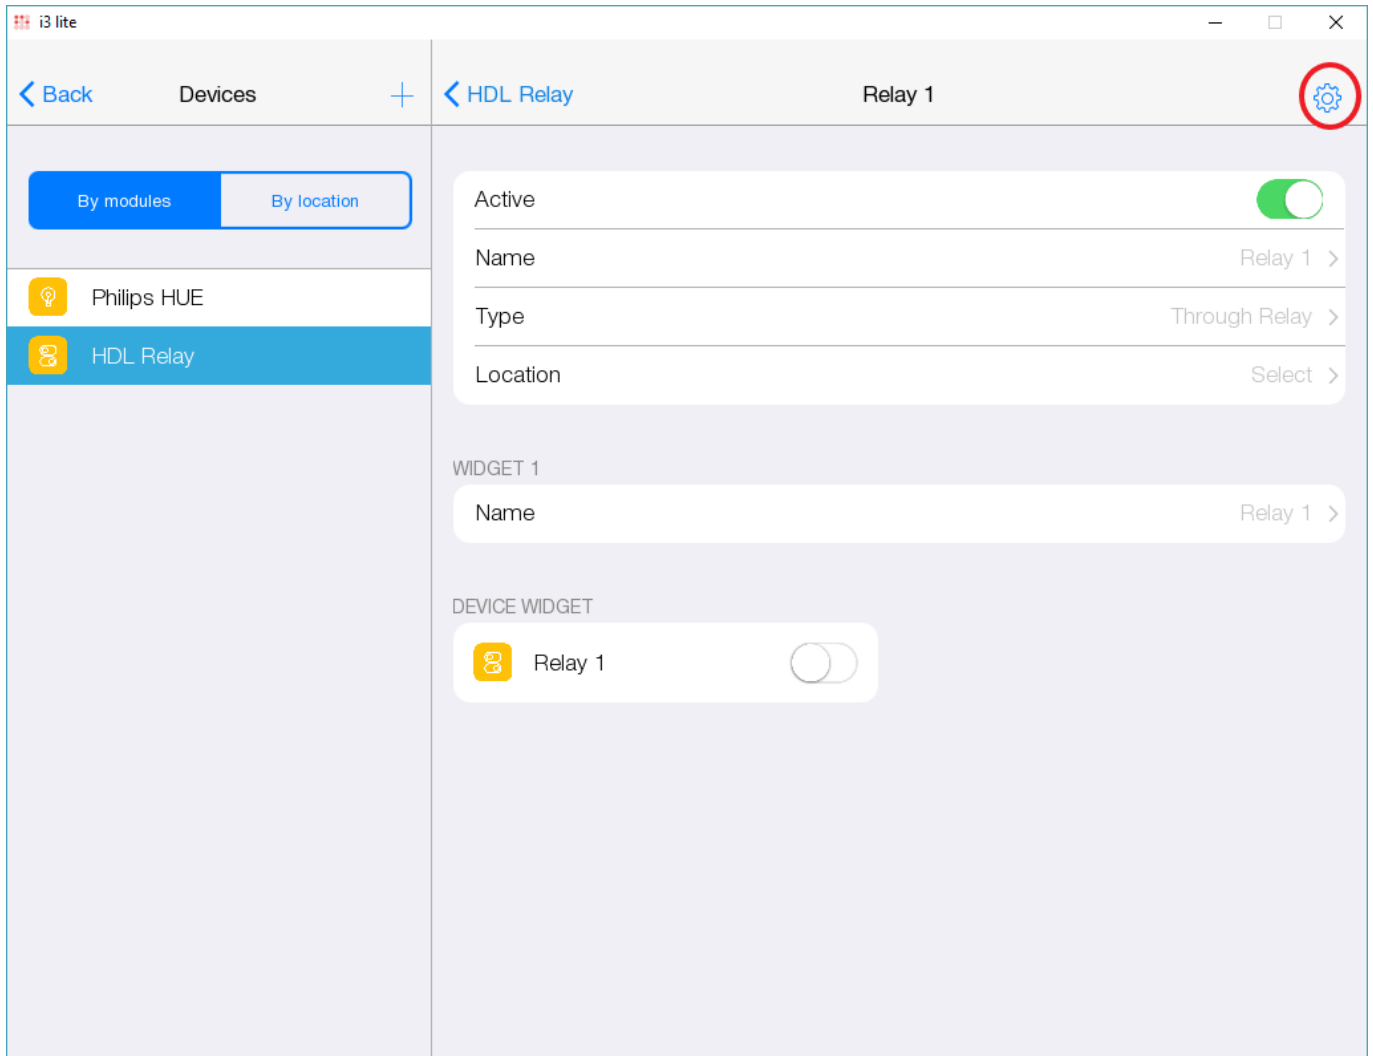 i3 lite
Back
Devices
HDL Relay
Relay 1
By modules
By location
Philips HUE
HDL Relay
Active
Name
Relay 1
Type
Through Relay
Location
Select
WIDGET 1
Name
Relay 1
DEVICE WIDGET
Relay 1